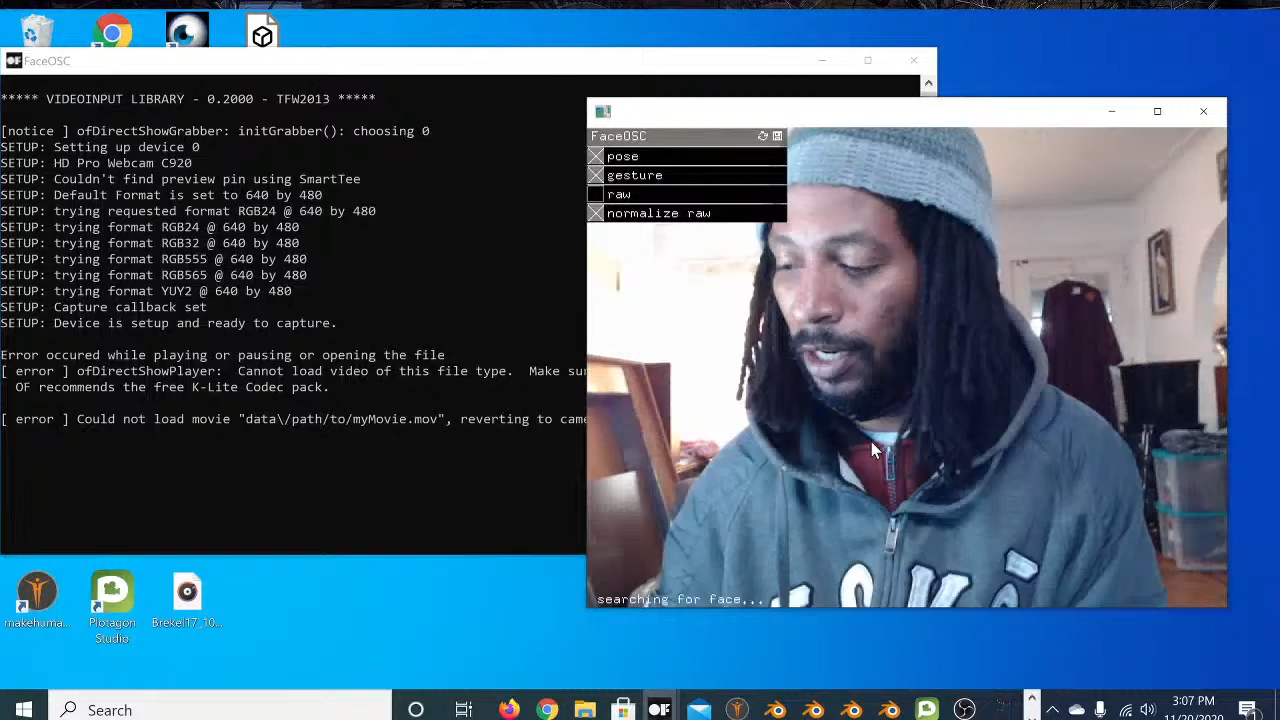 FaceOSC
***** VIDEOINPUT LIBRARY - 0.2000 - TFW2013 *****
[notice ] ofDirectShowGrabber: initGrabber(): choosing 0
SETUP: Setting up device 0
SETUP: HD Pro Webcam C920
SETUP: Couldn't find preview pin using SmartTee
SETUP: Default Format is set to 640 by 480
SETUP: trying requested format RGB24 @ 640 by 480
SETUP: trying format RGB24 @ 640 by 480
SETUP: trying format RGB32 @ 640 by 480
SETUP: trying format RGB555 @ 640 by 480
SETUP: trying format RGB565 @ 640 by 480
SETUP: trying format YUY2 @ 640 by 480
SETUP: Capture callback set
SETUP: Device is setup and ready to capture.
Error occured while playing or pausing or opening the file
[ error ] ofDirectShowPlayer:  Cannot load video of this file type.  Make sur
OF recommends the free K-Lite Codec pack.
[ error ] Could not load movie "data\/path/to/myMovie.mov", reverting to came
FaceOSC
pose
gesture
raw
normalize raw
searching for face...
makehuma...
Plotagon
Studio
Brekel17_10...
Search
OF
3:07 PM
11/20/2020